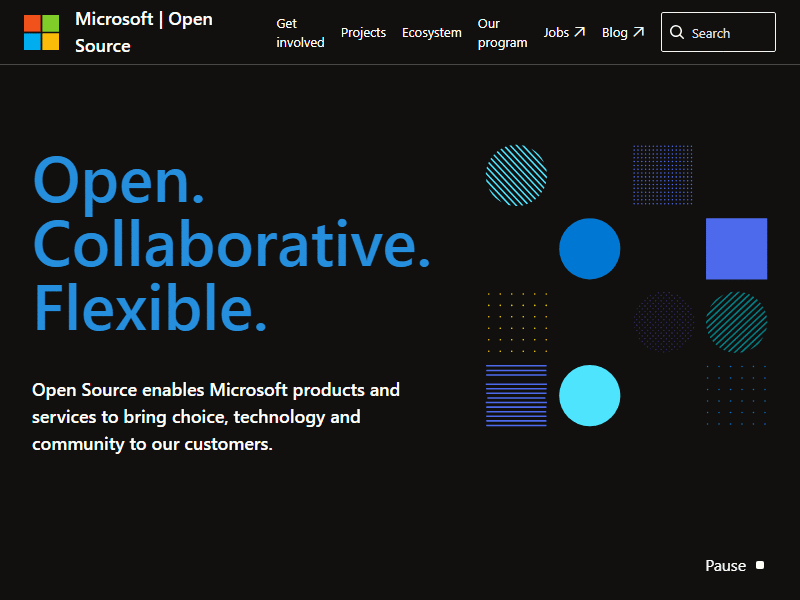 Microsoft | Open
Source
Get
involved
Projects
Ecosystem
Our
program
Jobs
Blog
Search
Open.
Collaborative.
Flexible.
Open Source enables Microsoft products and
services to bring choice, technology and
community to our customers.
Pause